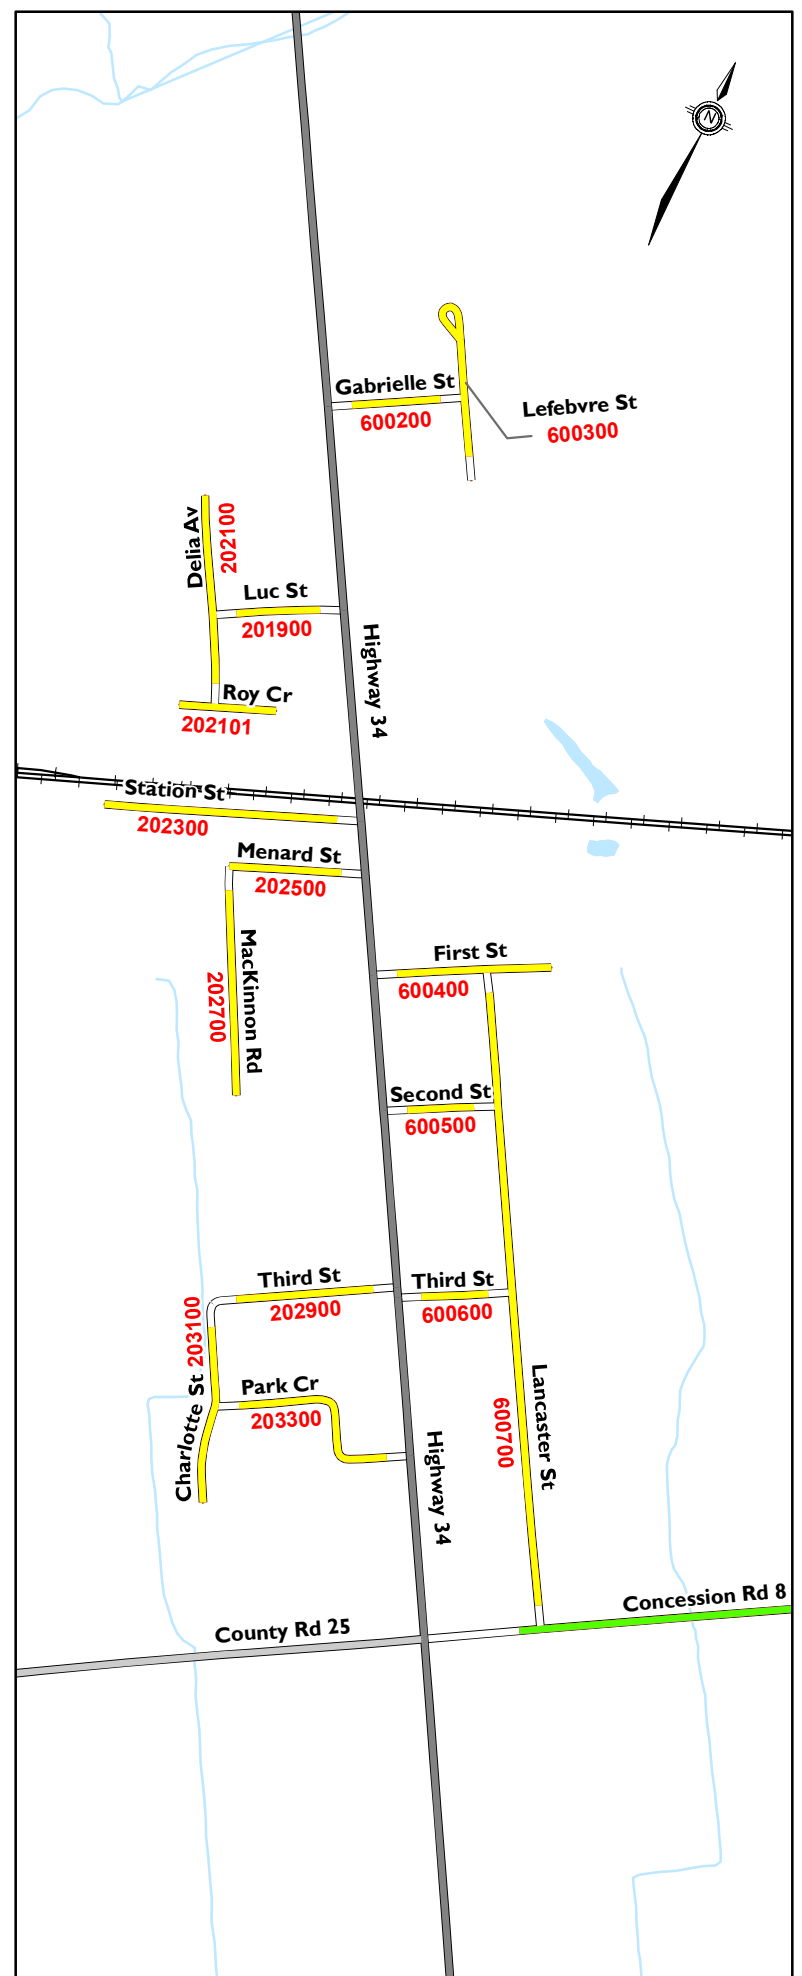 N
Gabrielle St
600200
Lefebvre St
600300
Delia Av
202100
Luc St
201900
Highway 34
Roy Cr
202101
Station St
202300
Menard St
202500
MacKinnon Rd
202700
First St
600400
Second St
600500
Third St
202900
Third St
600600
203100
Charlotte St
Park Cr
203300
Lancaster St
600700
Highway 34
Concession Rd 8
County Rd 25